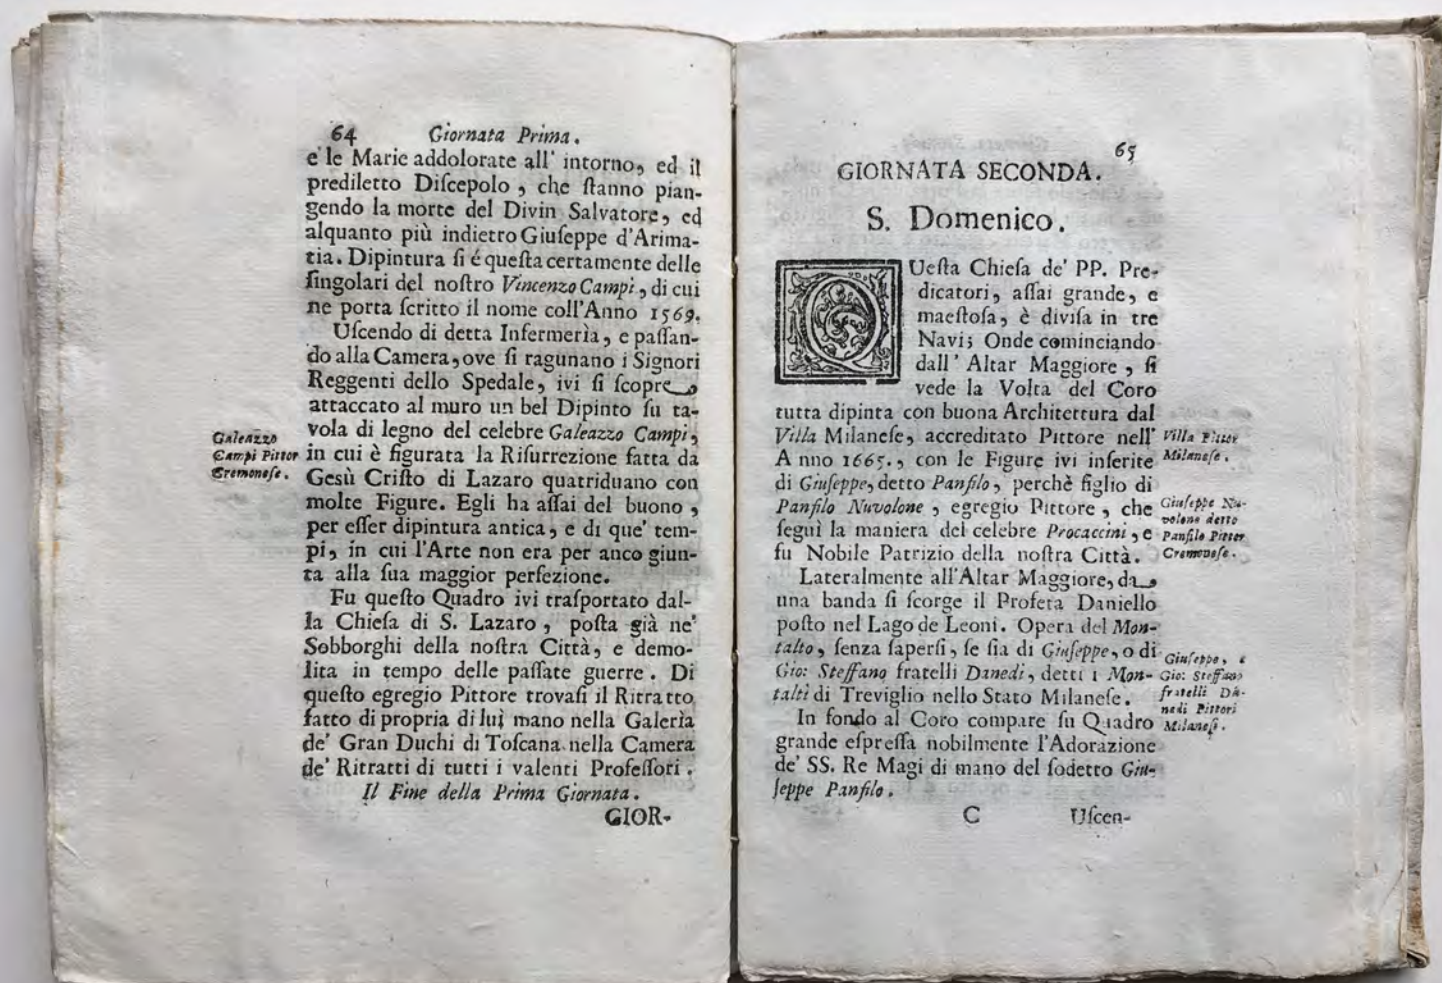 64 Giornata Prima.
e le Marie addolorate all' intorno, ed il
prediletto Diſcepolo, che ſtanno pian-
gendo la morte del Divin Salvatore, ed
alquanto più indietro Giuſeppe d'Arima-
tia. Dipintura ſi é queſta certamente delle
ſingolari del noſtro Vincenzo Campi, di cui
ne porta ſcritto il nome coll'Anno 1569.
Uſcendo di detta Infermerìa, e paſſan-
do alla Camera, ove ſi ragunano i Signori
Reggenti dello Spedale, ivi ſi ſcopre
attaccato al muro un bel Dipinto ſu ta-
vola di legno del celebre Galeazzo Campi,
in cui è figurata la Riſurrezione fatta da
Gesù Criſto di Lazaro quatriduano con
molte Figure. Egli ha aſſai del buono,
per eſſer dipintura antica, e di que' tem-
pi, in cui l'Arte non era per anco giun-
ta alla ſua maggior perfezione.
Fu queſto Quadro ivi traſportato dal-
la Chieſa di S. Lazaro, poſta già ne'
Sobborghi della noſtra Città, e demo-
lita in tempo delle paſſate guerre. Di
queſto egregio Pittore trovaſi il Ritratto
fatto di propria di lui mano nella Galerìa
de' Gran Duchi di Toſcana nella Camera
de' Ritratti di tutti i valenti Profeſſori.
Il Fine della Prima Giornata.
GIOR-
Galeazzo
Campi Pittor
Cremoneſe.
65
GIORNATA SECONDA.
S. Domenico.
QUeſta Chieſa de' PP. Pre-
dicatori, aſſai grande, e
maeſtoſa, è diviſa in tre
Navi; Onde cominciando
dall' Altar Maggiore, ſi
vede la Volta del Coro
tutta dipinta con buona Architettura dal
Villa Milaneſe, accreditato Pittore nell'
Anno 1665., con le Figure ivi inſerite
di Giuſeppe, detto Panfilo, perchè figlio di
Panfilo Nuvolone, egregio Pittore, che
ſeguì la maniera del celebre Procaccini, e
fu Nobile Patrizio della noſtra Città.
Lateralmente all'Altar Maggiore, da
una banda ſi ſcorge il Profeta Daniello
poſto nel Lago de Leoni. Opera del Mon-
talto, ſenza ſaperſi, ſe ſia di Giuſeppe, o di
Gio: Steffano fratelli Danedi, detti i Mon-
talti di Treviglio nello Stato Milaneſe.
In fondo al Coro compare ſu Quadro
grande eſpreſſa nobilmente l'Adorazione
de' SS. Re Magi di mano del ſodetto Giu-
ſeppe Panfilo.
C Uſcen-
Villa Pittor
Milaneſe.
Giuſeppe Nu-
volone detto
Panfilo Pittor
Cremoneſe.
Giuſeppe, e
Gio: Steffano
fratelli Da-
nedi Pittori
Milaneſi.